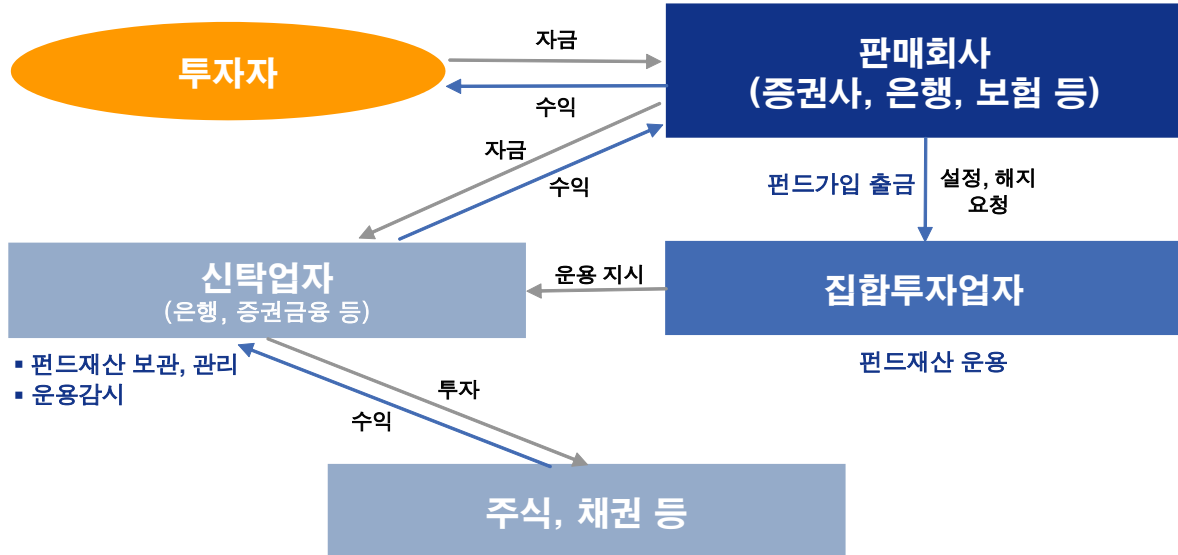 투자자
자금
수익
판매회사
(증권사, 은행, 보험 등)
자금
수익
펀드가입 출금
설정, 해지
요청
신탁업자
(은행, 증권금융 등)
운용 지시
집합투자업자
▪ 펀드재산 보관, 관리
▪ 운용감시
펀드재산 운용
투자
수익
주식, 채권 등